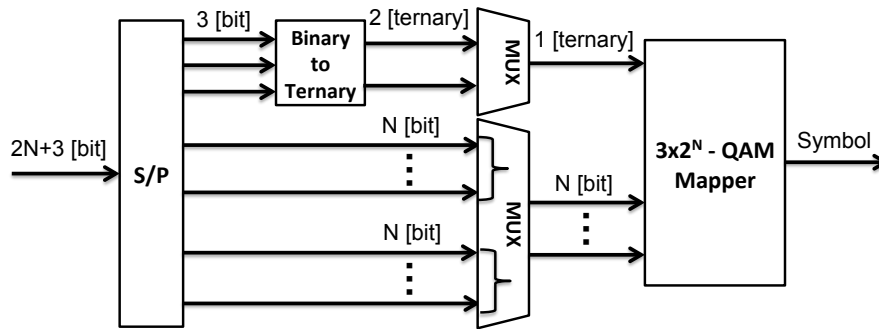 3 [bit]
Binary
to
Ternary
2 [ternary]
MUX
1 [ternary]
2N+3 [bit]
S/P
N [bit]
N [bit]
MUX
N [bit]
3x2ᴺ - QAM
Mapper
Symbol